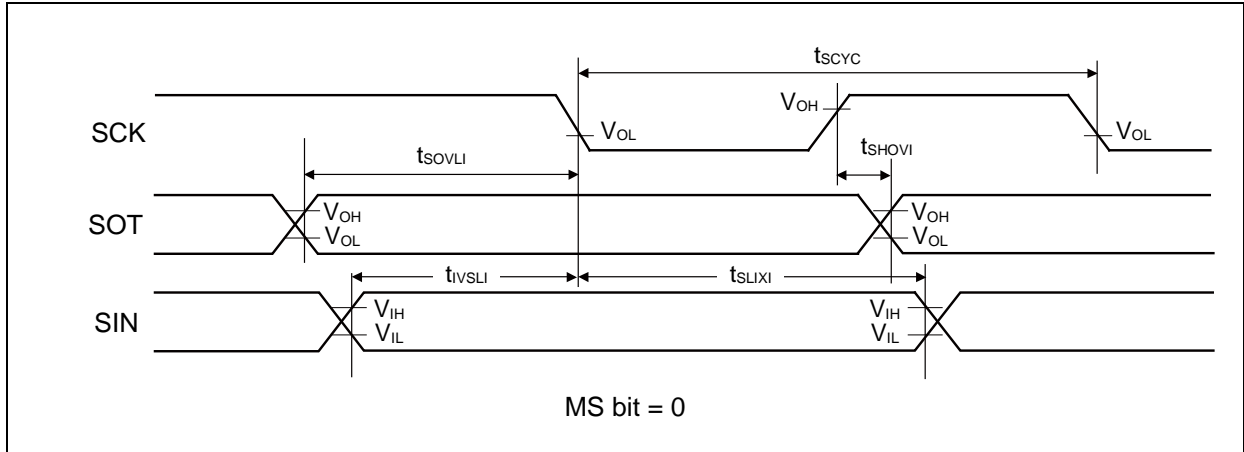 tSCYC
SCK
VOH
VOL
VOL
tSOVLI
tSHOVI
SOT
VOH
VOL
VOH
VOL
tIVSLI
tSLIXI
SIN
VIH
VIL
VIH
VIL
MS bit = 0